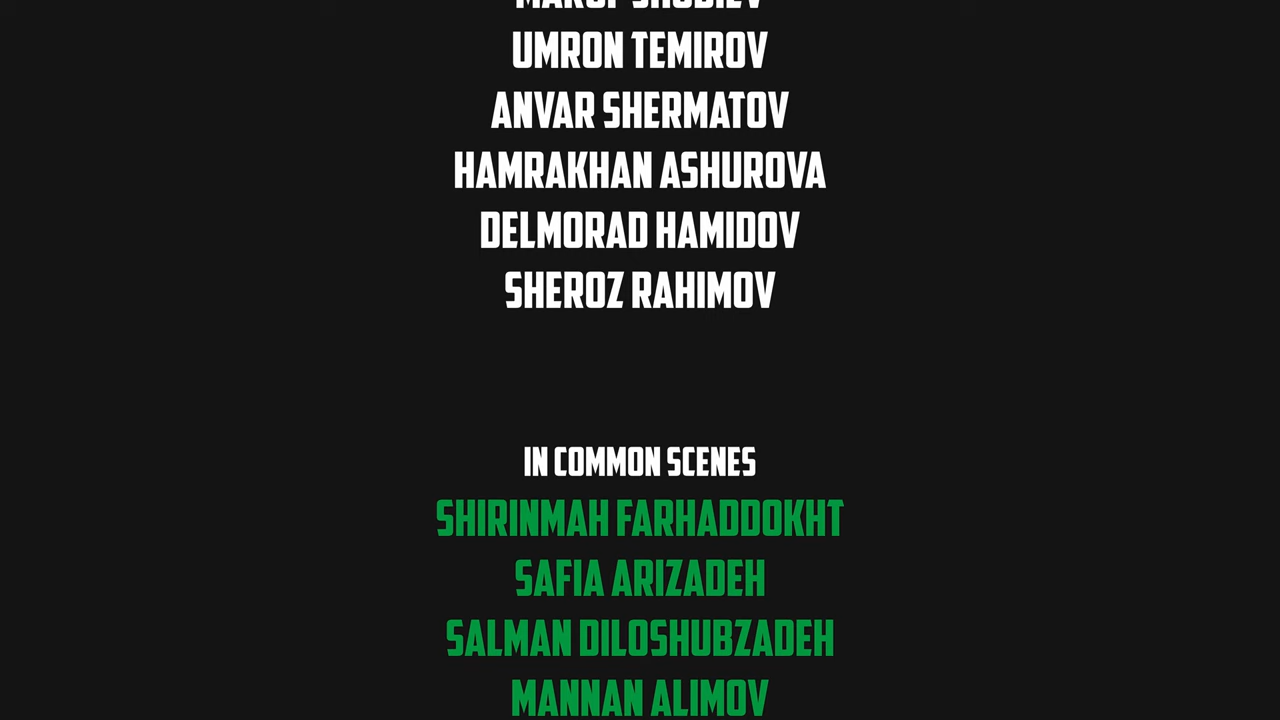 UMRON TEMIROV
ANVAR SHERMATOV
HAMRAKHAN ASHUROVA
DELMORAD HAMIDOV
SHEROZ RAHIMOV
IN COMMON SCENES
SHIRINMAH FARHADDOKHT
SAFIA ARIZADEH
SALMAN DILOSHUBZADEH
MANNAN ALIMOV